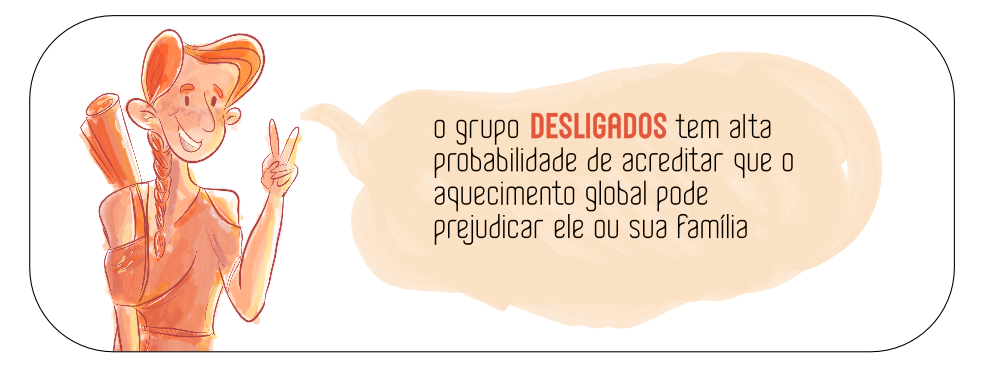 o grupo DESLIGADOS tem alta
probabilidade de acreditar que o
aquecimento global pode
prejudicar ele ou sua família